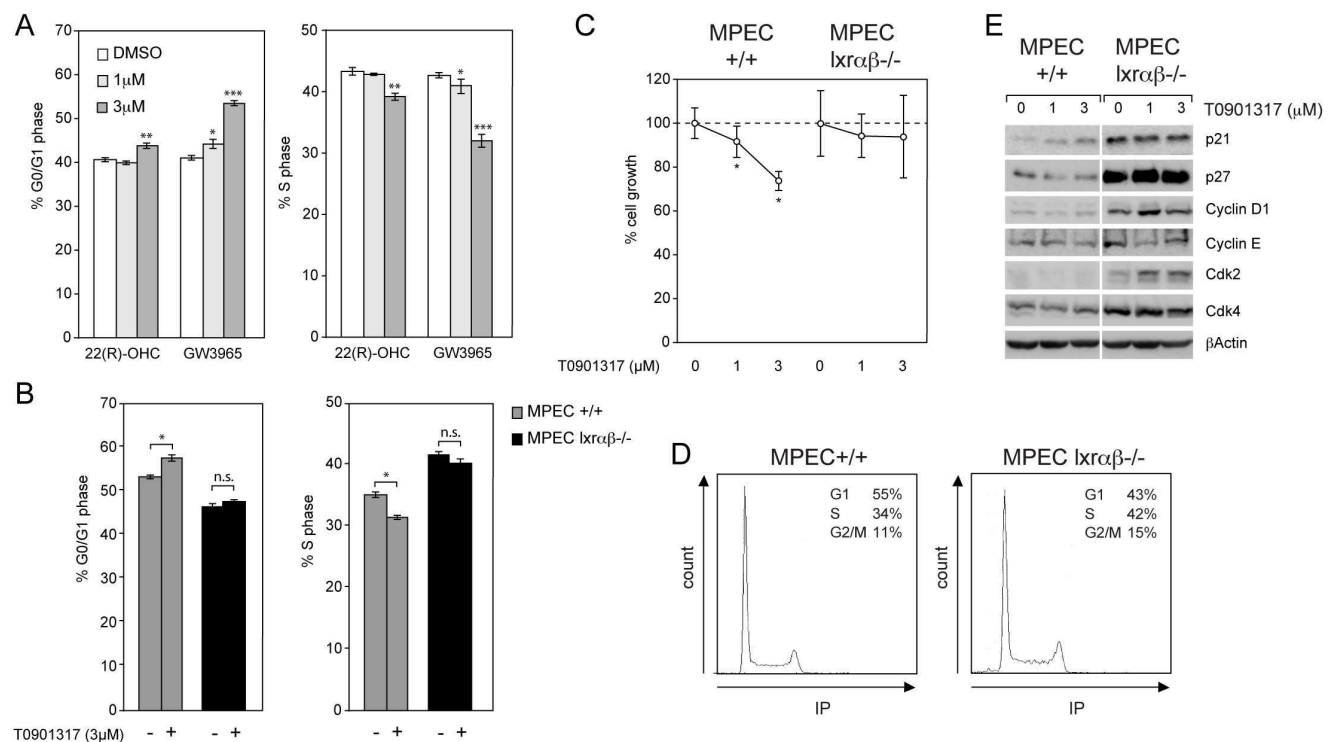 A
% G0/G1 phase
70
60
50
40
30
20
10
0
DMSO
1µM
3µM
**
*
***
22(R)-OHC
GW3965
% S phase
50
40
30
20
10
0
**
*
***
22(R)-OHC
GW3965
B
% G0/G1 phase
70
60
50
40
30
20
10
0
*
n.s.
% S phase
50
40
30
20
10
0
*
n.s.
MPEC +/+
MPEC lxrαβ-/-
T0901317 (3µM) - + - + - + - +
C
MPEC
+/+
MPEC
lxrαβ-/-
% cell growth
120
100
80
60
40
20
0
*
*
T0901317 (µM) 0 1 3 0 1 3
D
MPEC+/+
G1 55%
S 34%
G2/M 11%
count
IP
MPEC lxrαβ-/-
G1 43%
S 42%
G2/M 15%
count
IP
E
MPEC
+/+
MPEC
lxrαβ-/-
0 1 3 0 1 3
T0901317 (µM)
p21
p27
Cyclin D1
Cyclin E
Cdk2
Cdk4
βActin